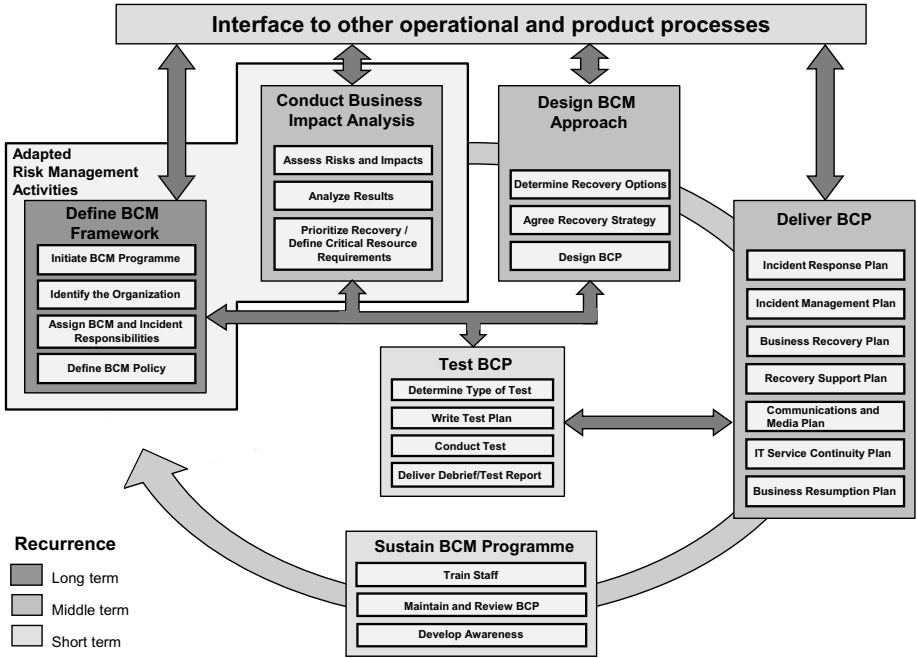 Interface to other operational and product processes
Adapted
Risk Management
Activities
Define BCM
Framework
Initiate BCM Programme
Identify the Organization
Assign BCM and Incident
Responsibilities
Define BCM Policy
Conduct Business
Impact Analysis
Assess Risks and Impacts
Analyze Results
Prioritize Recovery /
Define Critical Resource
Requirements
Design BCM
Approach
Determine Recovery Options
Agree Recovery Strategy
Design BCP
Deliver BCP
Incident Response Plan
Incident Management Plan
Business Recovery Plan
Recovery Support Plan
Communications and
Media Plan
IT Service Continuity Plan
Business Resumption Plan
Test BCP
Determine Type of Test
Write Test Plan
Conduct Test
Deliver Debrief/Test Report
Sustain BCM Programme
Train Staff
Maintain and Review BCP
Develop Awareness
Recurrence
Long term
Middle term
Short term